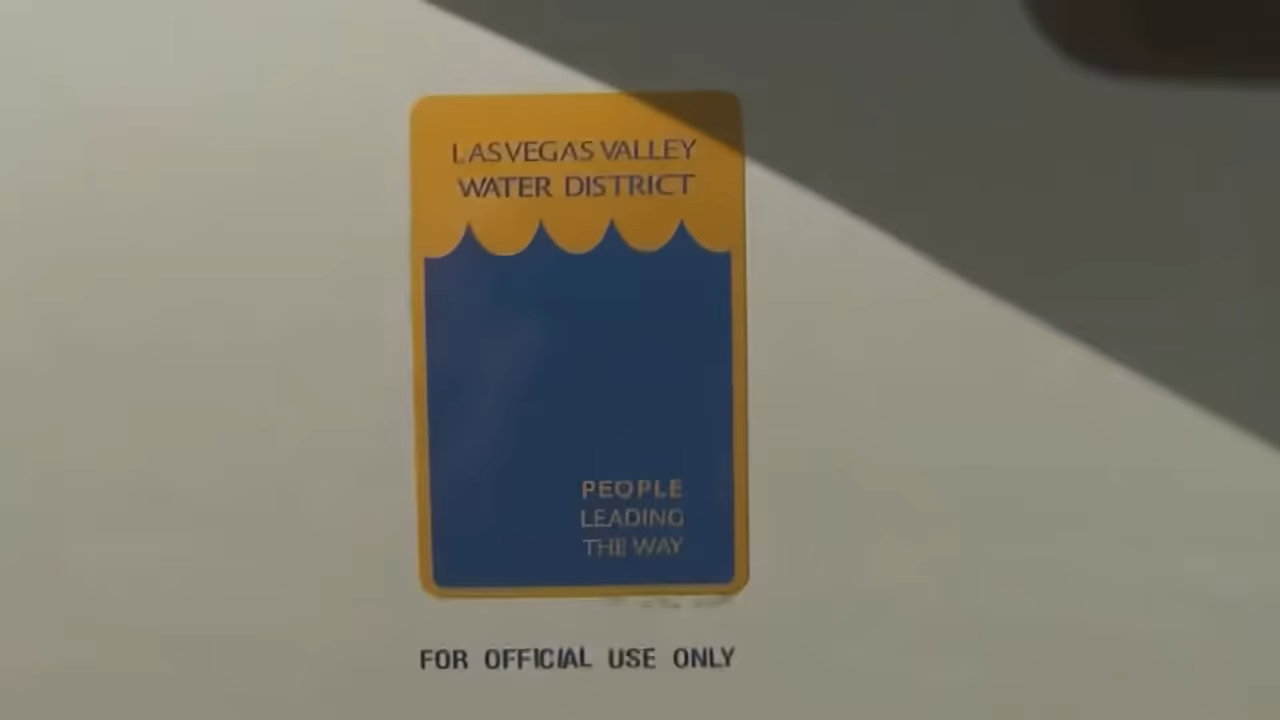 LAS VEGAS VALLEY
WATER DISTRICT
PEOPLE
LEADING
THE WAY
FOR OFFICIAL USE ONLY